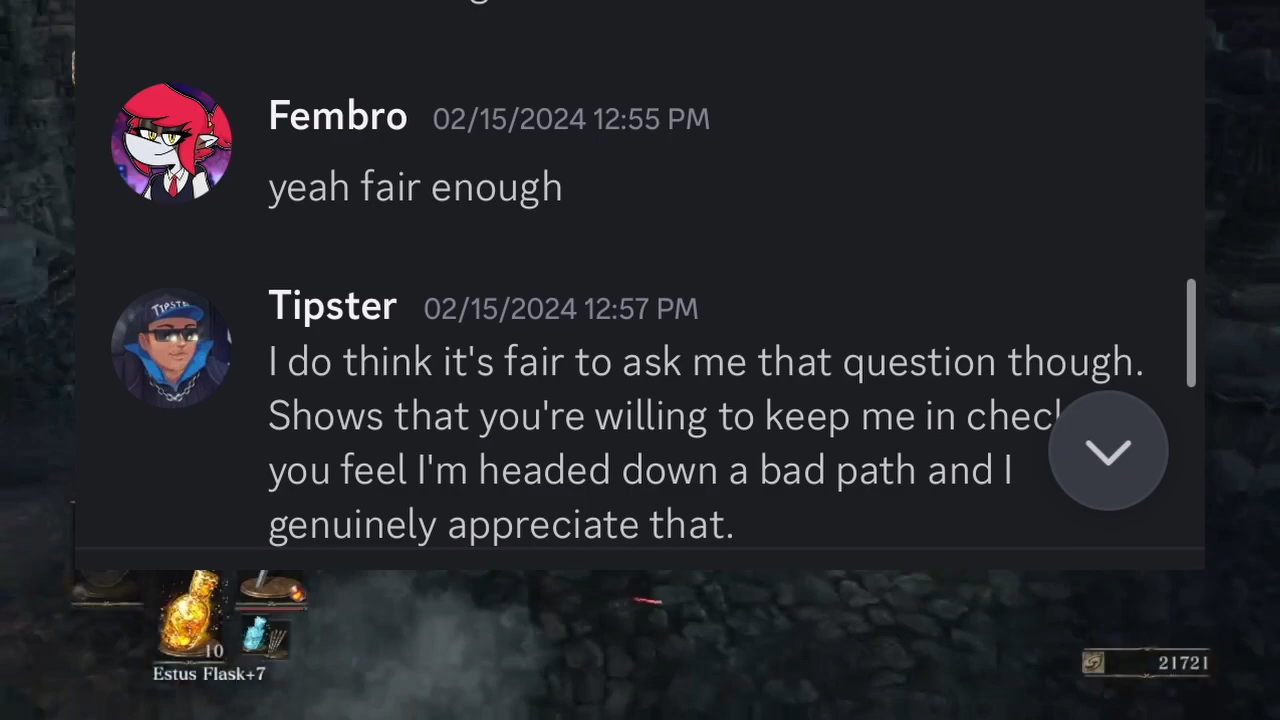 Fembro 02/15/2024 12:55 PM
yeah fair enough
TIPSTE
Tipster 02/15/2024 12:57 PM
I do think it's fair to ask me that question though.
Shows that you're willing to keep me in
you feel I'm headed down a bad path and I
genuinely appreciate that.
10
Estus Flask+7
21721